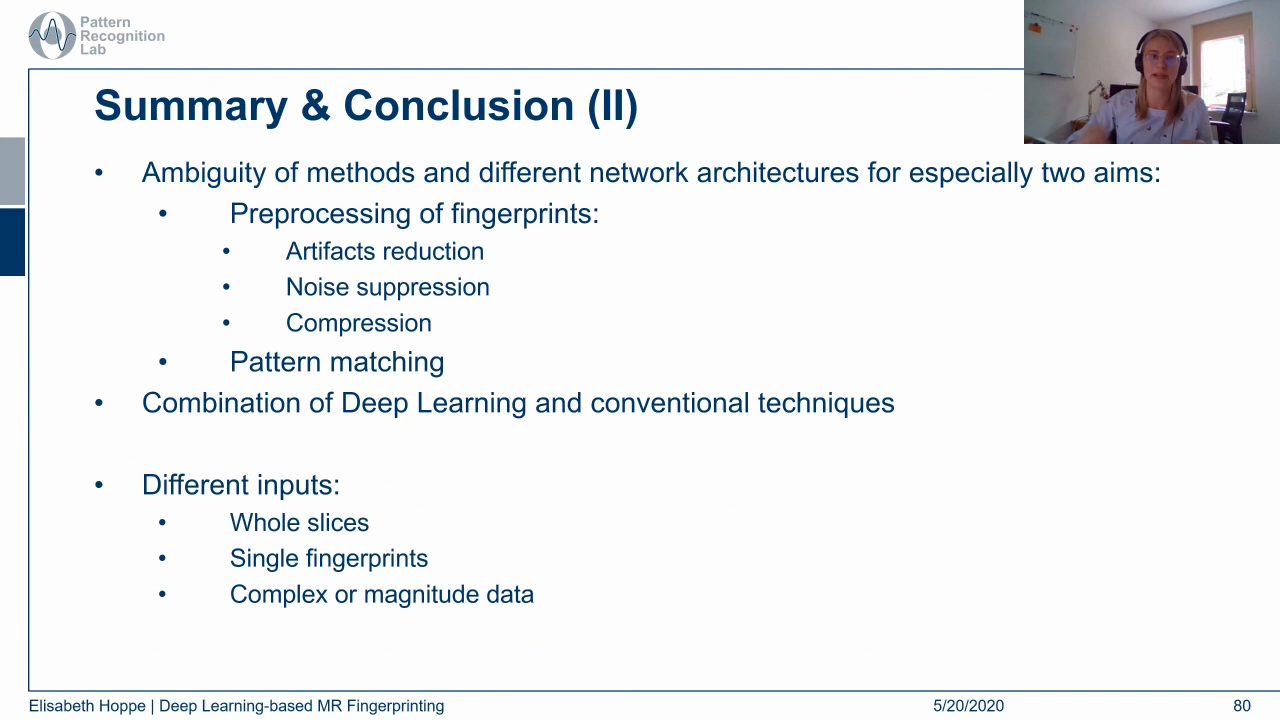 Pattern
Recognition
Lab
Summary & Conclusion (II)
• Ambiguity of methods and different network architectures for especially two aims:
• Preprocessing of fingerprints:
• Artifacts reduction
• Noise suppression
• Compression
• Pattern matching
• Combination of Deep Learning and conventional techniques
• Different inputs:
• Whole slices
• Single fingerprints
• Complex or magnitude data
Elisabeth Hoppe | Deep Learning-based MR Fingerprinting 5/20/2020 80